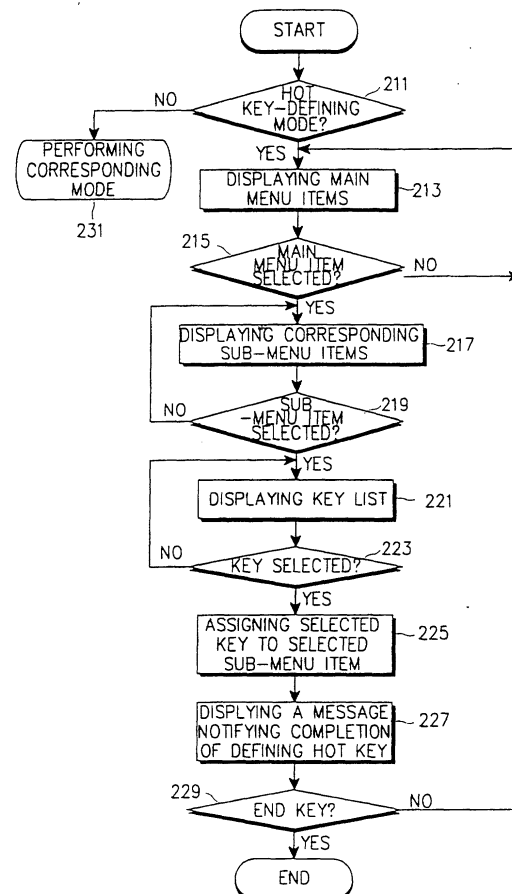 START
HOT
KEY-DEFINING
MODE?
211
NO
YES
PERFORMING
CORRESPONDING
MODE
231
DISPLAYING MAIN
MENU ITEMS
213
215
MAIN
MENU ITEM
SELECTED?
NO
YES
DISPLAYING CORRESPONDING
SUB-MENU ITEMS
217
SUB
-MENU ITEM
SELECTED?
219
NO
YES
DISPLAYING KEY LIST
221
KEY SELECTED?
223
NO
YES
ASSIGNING SELECTED
KEY TO SELECTED
SUB-MENU ITEM
225
DISPLYING A MESSAGE
NOTIFYING COMPLETION
OF DEFINING HOT KEY
227
229
END KEY?
NO
YES
END